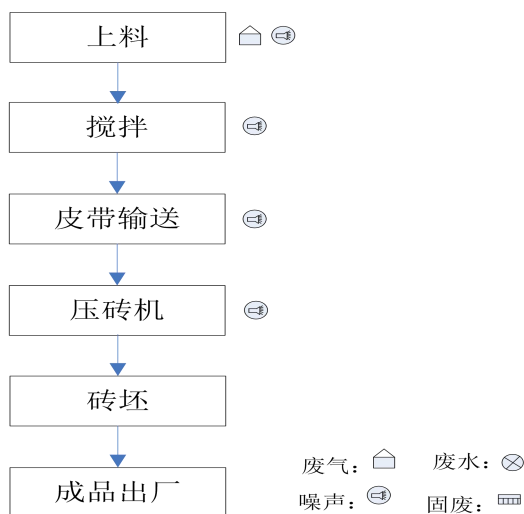 上料
搅拌
皮带输送
压砖机
砖坯
成品出厂
废气： 废水：
噪声： 固废：